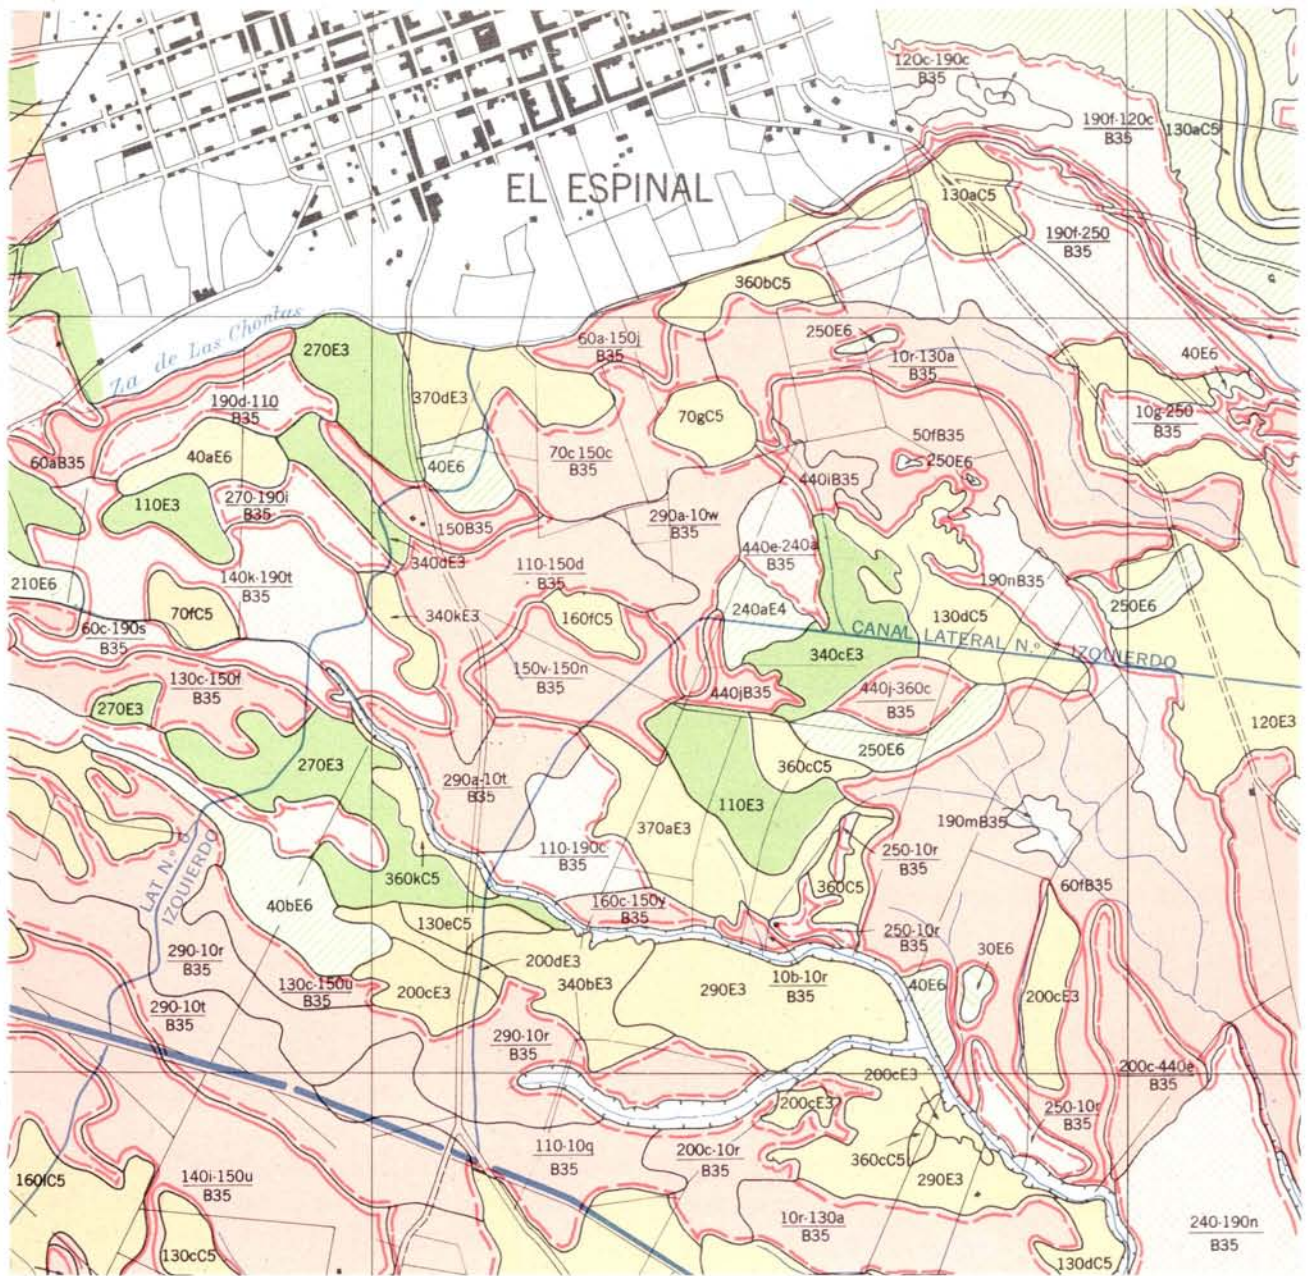 120c-190c
B35
190f-120c
B35
130aC5
EL ESPINAL
130aC5
190f-250
B35
360bC5
Za de Las Chontas
270E3
60a-150j
B35
250E6
10r-130a
B35
40E6
190d-110
B35
370dE3
70gC5
10g-250
B35
60aB35
40aE6
40E6
70c-150c
B35
50fB35
250E6
440iB35
110E3
270-190i
B35
150B35
290a-10w
B35
340dE3
110-150d
B35
440e-240a
B35
210E6
140k-190t
B35
190nB35
250E6
70fC5
340kE3
160fC5
240aE4
130dC5
60c-190s
B35
CANAL LATERAL N.º IZQUIERDO
340cE3
130c-150f
B35
150v-150n
B35
440jB35
440j-360c
B35
270E3
120E3
250E6
270E3
360cC5
290a-10t
B35
110E3
370aE3
190mB35
LAT N.º 6
IZQUIERDO
110-190c
B35
250-10r
B35
360kC5
360C5
60fB35
40bE6
160c-150y
B35
130eC5
250-10r
B35
30E6
290-10r
B35
200dE3
130c-150u
B35
200cE3
340bE3
290E3
10b-10r
B35
40E6
200cE3
290-10t
B35
290-10r
B35
200cE3
200c-440e
B35
200cE3
250-10r
B35
110-10q
B35
200c-10r
B35
360cC5
290E3
160lC5
140i-150u
B35
10r-130a
B35
240-190n
B35
130cC5
130dC5